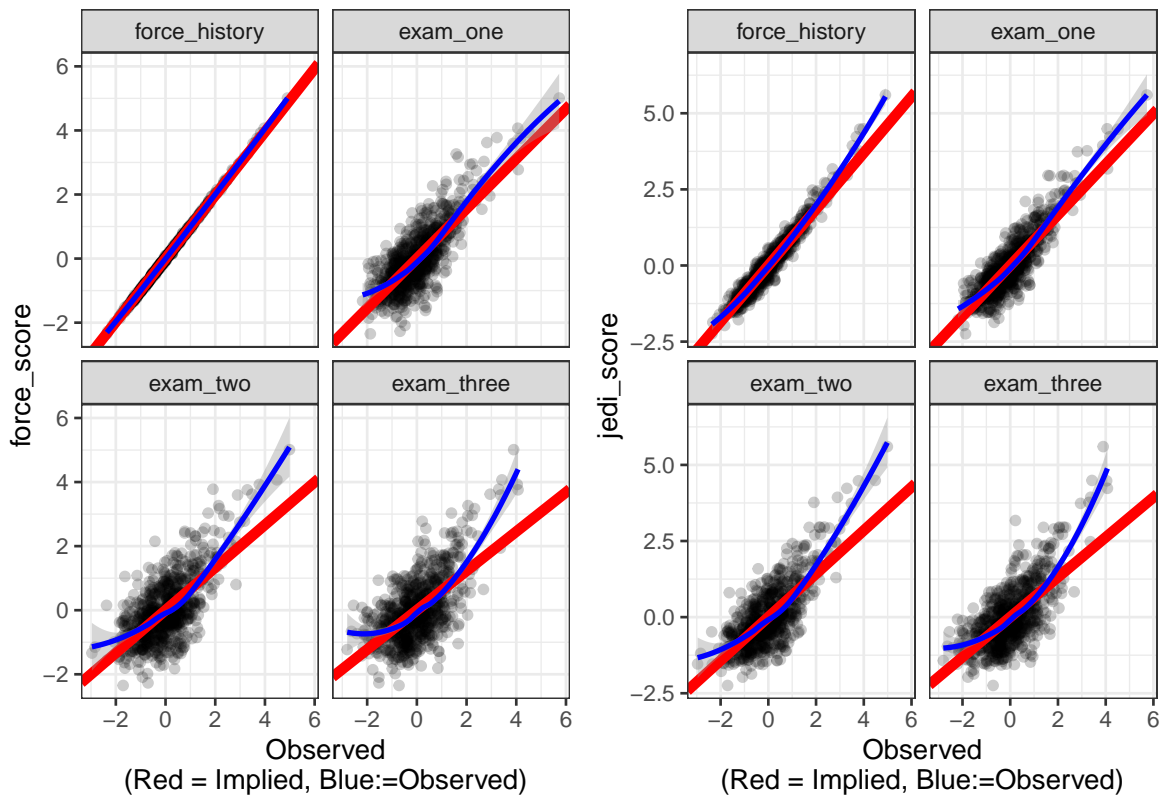 force_history
exam_one
6
4
2
0
−2
exam_two
exam_three
6
4
2
0
−2
−2 0 2 4 6
−2 0 2 4 6
force_score
Observed
(Red = Implied, Blue:=Observed)
force_history
exam_one
5.0
2.5
0.0
−2.5
exam_two
exam_three
5.0
2.5
0.0
−2.5
−2 0 2 4 6
−2 0 2 4 6
jedi_score
Observed
(Red = Implied, Blue:=Observed)